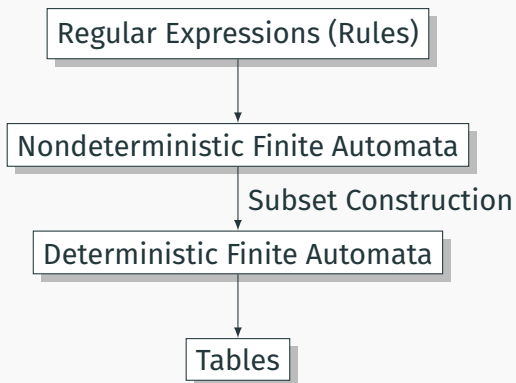 Regular Expressions (Rules)
Nondeterministic Finite Automata
Subset Construction
Deterministic Finite Automata
Tables